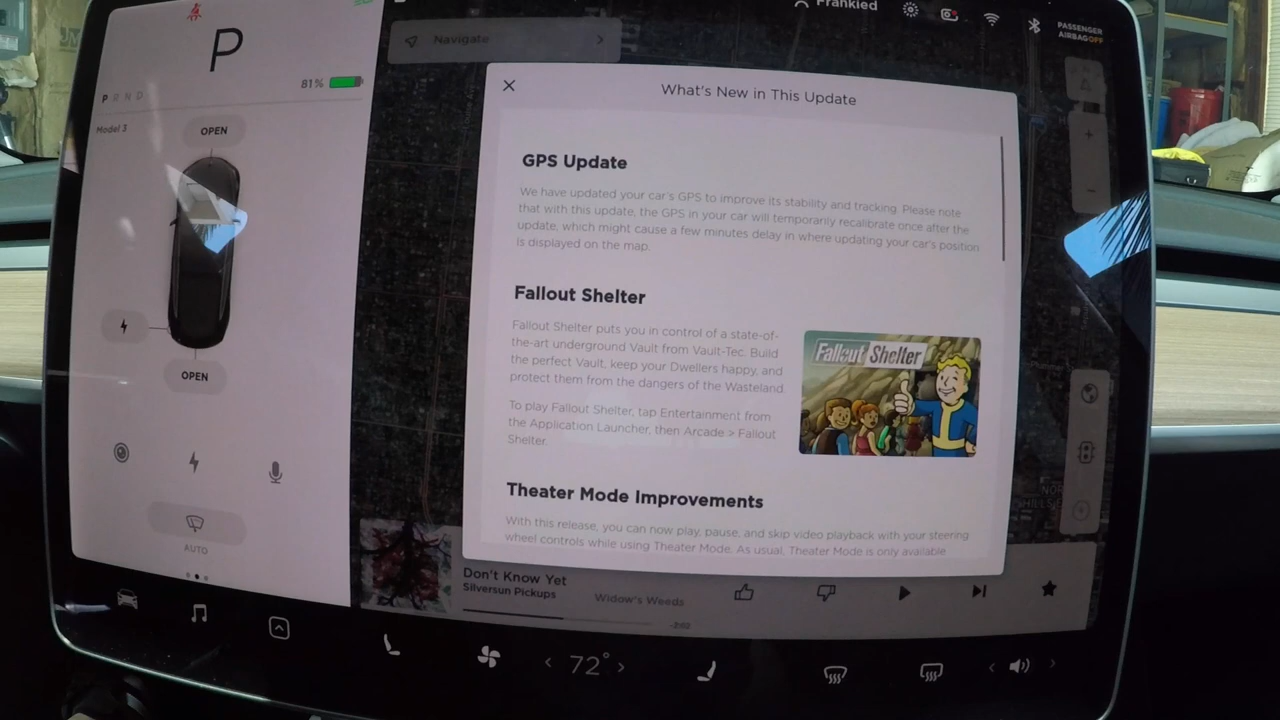 P
Navigate
Frankied
PASSENGER
AIRBAG OFF
81%
P R N D
Model 3
OPEN
OPEN
AUTO
What's New in This Update
GPS Update
We have updated your car's GPS to improve its stability and tracking. Please note
that with this update, the GPS in your car will temporarily recalibrate once after the
update, which might cause a few minutes delay in where updating your car's position
is displayed on the map.
Fallout Shelter
Fallout Shelter puts you in control of a state-of-
the-art underground Vault from Vault-Tec. Build
the perfect Vault, keep your Dwellers happy, and
protect them from the dangers of the Wasteland.
To play Fallout Shelter, tap Entertainment from
the Application Launcher, then Arcade > Fallout
Shelter.
Fallout Shelter
Theater Mode Improvements
With this release, you can now play, pause, and skip video playback with your steering
wheel controls while using Theater Mode. As usual, Theater Mode is only available
Don't Know Yet
Silversun Pickups
Widow's Weeds
-2:02
72°